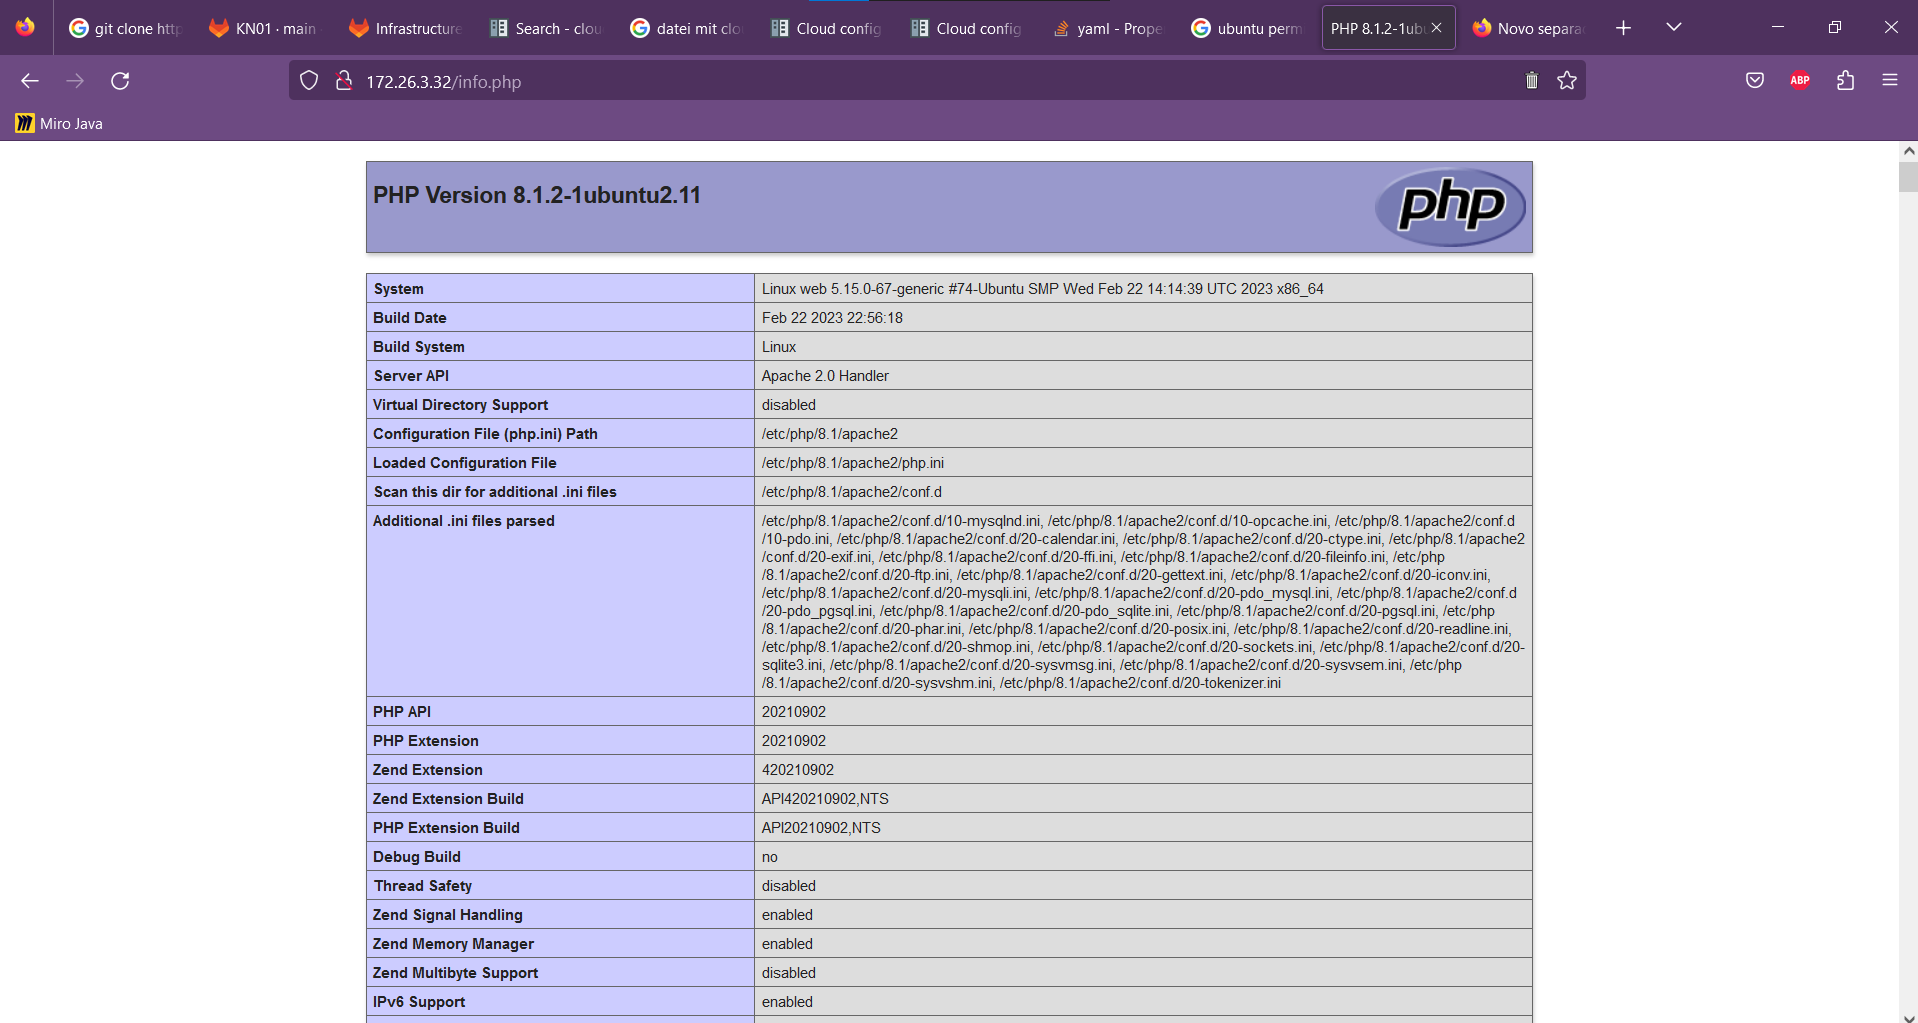 git clone http
KN01 · main
Infrastructure
Search - clou
datei mit clo
Cloud config
Cloud config
yaml - Prope
ubuntu perm
PHP 8.1.2-1ubu
Novo separad
172.26.3.32/info.php
ABP
Miro Java
PHP Version 8.1.2-1ubuntu2.11
php
System Linux web 5.15.0-67-generic #74-Ubuntu SMP Wed Feb 22 14:14:39 UTC 2023 x86_64
Build Date Feb 22 2023 22:56:18
Build System Linux
Server API Apache 2.0 Handler
Virtual Directory Support disabled
Configuration File (php.ini) Path /etc/php/8.1/apache2
Loaded Configuration File /etc/php/8.1/apache2/php.ini
Scan this dir for additional .ini files /etc/php/8.1/apache2/conf.d
Additional .ini files parsed /etc/php/8.1/apache2/conf.d/10-mysqlnd.ini, /etc/php/8.1/apache2/conf.d/10-opcache.ini, /etc/php/8.1/apache2/conf.d
/10-pdo.ini, /etc/php/8.1/apache2/conf.d/20-calendar.ini, /etc/php/8.1/apache2/conf.d/20-ctype.ini, /etc/php/8.1/apache2
/conf.d/20-exif.ini, /etc/php/8.1/apache2/conf.d/20-ffi.ini, /etc/php/8.1/apache2/conf.d/20-fileinfo.ini, /etc/php
/8.1/apache2/conf.d/20-ftp.ini, /etc/php/8.1/apache2/conf.d/20-gettext.ini, /etc/php/8.1/apache2/conf.d/20-iconv.ini,
/etc/php/8.1/apache2/conf.d/20-mysqli.ini, /etc/php/8.1/apache2/conf.d/20-pdo_mysql.ini, /etc/php/8.1/apache2/conf.d
/20-pdo_pgsql.ini, /etc/php/8.1/apache2/conf.d/20-pdo_sqlite.ini, /etc/php/8.1/apache2/conf.d/20-pgsql.ini, /etc/php
/8.1/apache2/conf.d/20-phar.ini, /etc/php/8.1/apache2/conf.d/20-posix.ini, /etc/php/8.1/apache2/conf.d/20-readline.ini,
/etc/php/8.1/apache2/conf.d/20-shmop.ini, /etc/php/8.1/apache2/conf.d/20-sockets.ini, /etc/php/8.1/apache2/conf.d/20-
sqlite3.ini, /etc/php/8.1/apache2/conf.d/20-sysvmsg.ini, /etc/php/8.1/apache2/conf.d/20-sysvsem.ini, /etc/php
/8.1/apache2/conf.d/20-sysvshm.ini, /etc/php/8.1/apache2/conf.d/20-tokenizer.ini
PHP API 20210902
PHP Extension 20210902
Zend Extension 420210902
Zend Extension Build API420210902,NTS
PHP Extension Build API20210902,NTS
Debug Build no
Thread Safety disabled
Zend Signal Handling enabled
Zend Memory Manager enabled
Zend Multibyte Support disabled
IPv6 Support enabled